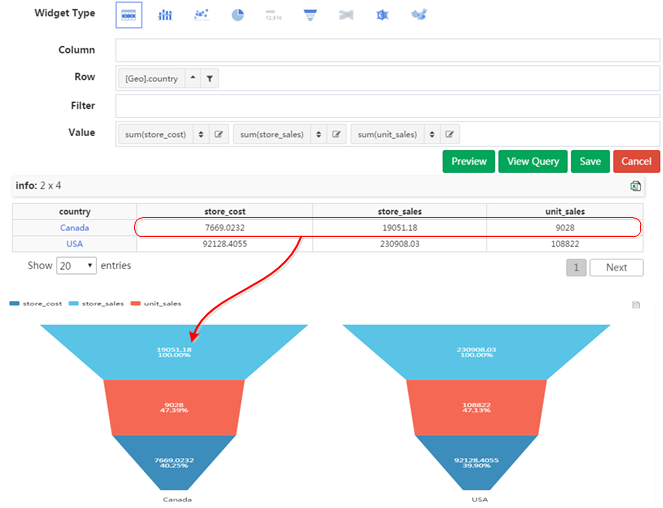 Widget Type
12,816
Column
Row [Geo].country
Filter
Value sum(store_cost) sum(store_sales) sum(unit_sales)
Preview View Query Save Cancel
info: 2 x 4
country store_cost store_sales unit_sales
Canada 7669.0232 19051.18 9028
USA 92128.4055 230908.03 108822
Show 20 entries 1 Next
store_cost store_sales unit_sales
19051.18
100.00%
9028
47.39%
7669.0232
40.25%
Canada
230908.03
100.00%
108822
47.13%
92128.4055
39.90%
USA